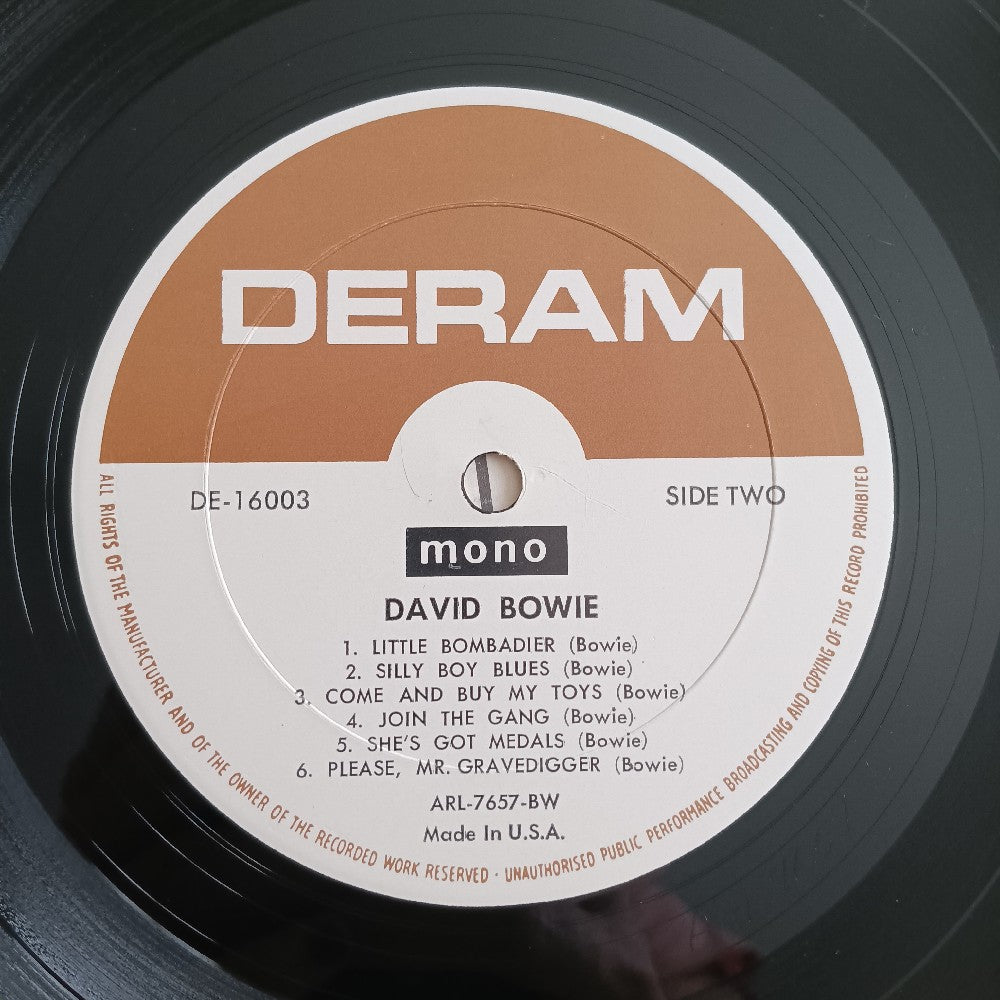 DERAM
DE-16003
SIDE TWO
mono
DAVID BOWIE
1. LITTLE BOMBADIER (Bowie)
2. SILLY BOY BLUES (Bowie)
3. COME AND BUY MY TOYS (Bowie)
4. JOIN THE GANG (Bowie)
5. SHE'S GOT MEDALS (Bowie)
6. PLEASE, MR. GRAVEDIGGER (Bowie)
ARL-7657-BW
Made In U.S.A.
ALL RIGHTS OF THE MANUFACTURER AND OF THE OWNER OF THE RECORDED WORK RESERVED · UNAUTHORISED PUBLIC PERFORMANCE BROADCASTING AND COPYING OF THIS RECORD PROHIBITED